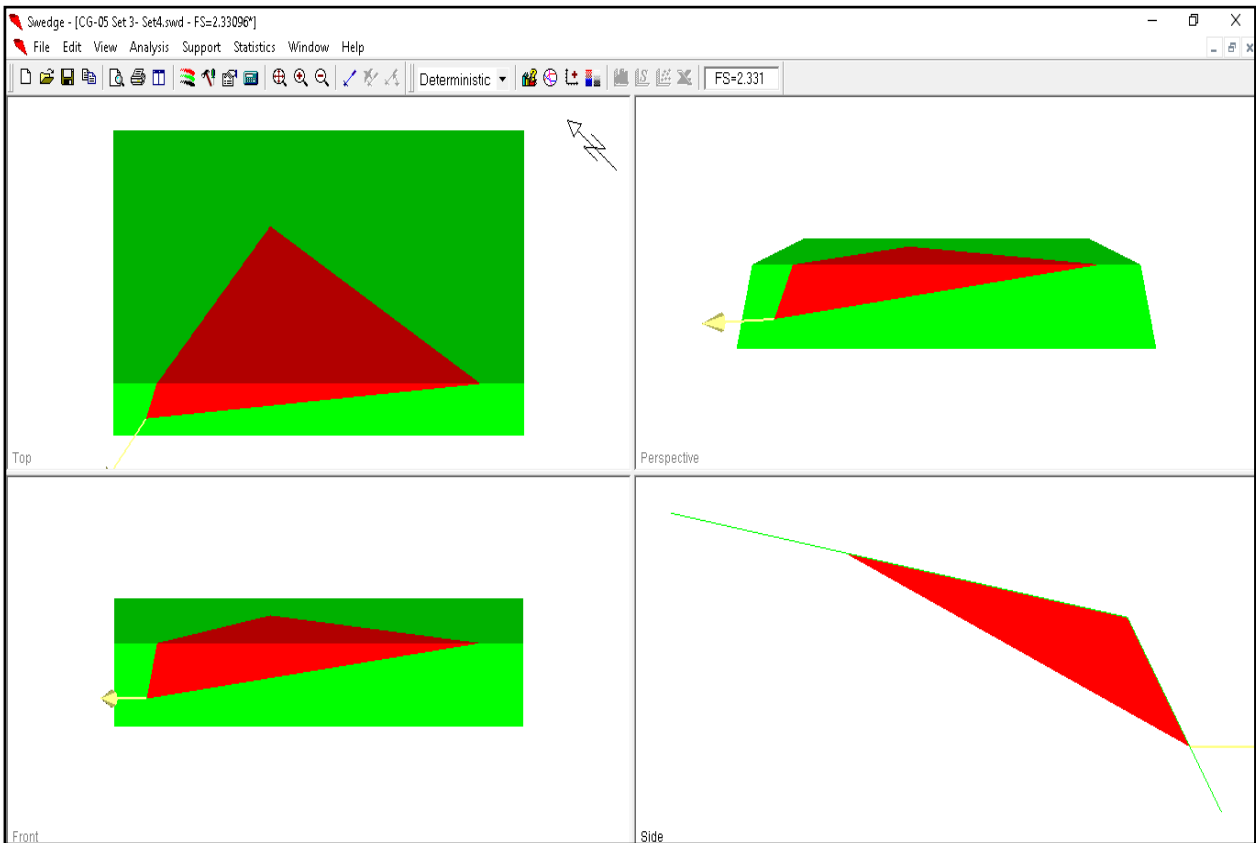 Swedge - [CG-05 Set 3- Set4.swd - FS=2.33096*]
File Edit View Analysis Support Statistics Window Help
Deterministic FS=2.331
Top
Perspective
Front
Side